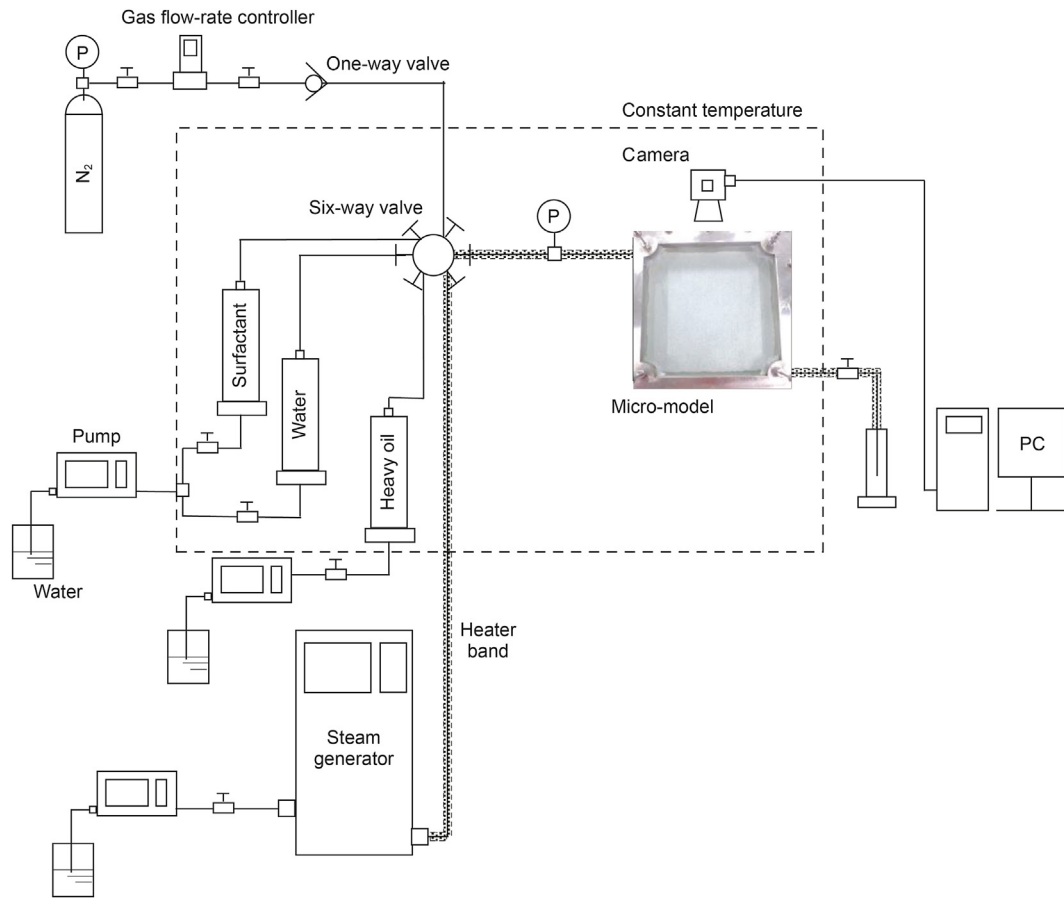 Gas flow-rate controller
P
One-way valve
N₂
Constant temperature
Camera
Six-way valve
P
Surfactant
Water
Heavy oil
Micro-model
Pump
PC
Water
Heater
band
Steam
generator